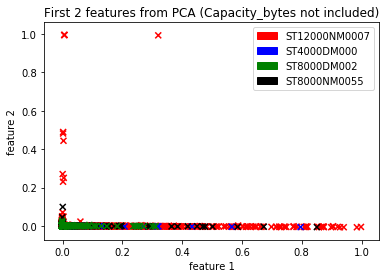 First 2 features from PCA (Capacity_bytes not included)
ST12000NM0007
ST4000DM000
ST8000DM002
ST8000NM0055
feature 2
1.0
0.8
0.6
0.4
0.2
0.0
0.0 0.2 0.4 0.6 0.8 1.0
feature 1